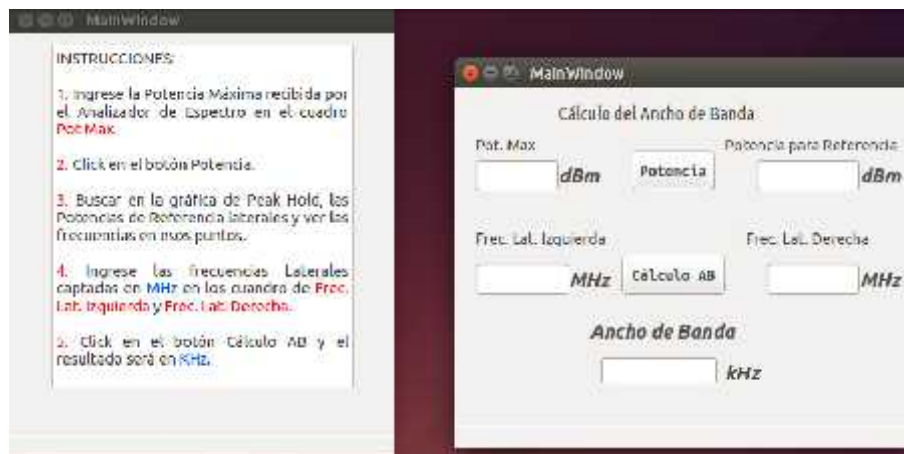 MainWindow
INSTRUCCIONES:
1. Ingrese la Potencia Máxima recibida por
el Analizador de Espectro en el cuadro
Pot Max.
2. Click en el botón Potencia.
3. Buscar en la gráfica de Peak Hold, las
Potencias de Referencia laterales y ver las
frecuencias en esos puntos.
4. Ingrese las frecuencias Laterales
captadas en MHz en los cuandro de Frec.
Lat. Izquierda y Frec. Lat. Derecha.
5. Click en el botón Cálculo AB y el
resultado será en KHz.
MainWindow
Cálculo del Ancho de Banda
Pot. Max
Potencia para Referencia
dBm
Potencia
dBm
Frec. Lat. Izquierda
Frec. Lat. Derecha
MHz
Cálculo AB
MHz
Ancho de Banda
kHz